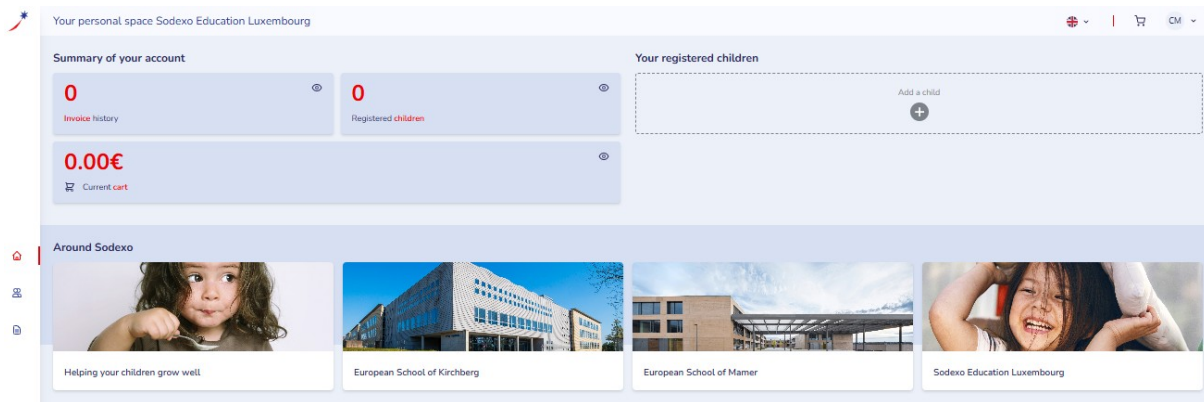 Your personal space Sodexo Education Luxembourg
CM
Summary of your account
0
Invoice history
0
Registered children
0.00€
Current cart
Your registered children
Add a child
Around Sodexo
Helping your children grow well
European School of Kirchberg
European School of Mamer
Sodexo Education Luxembourg